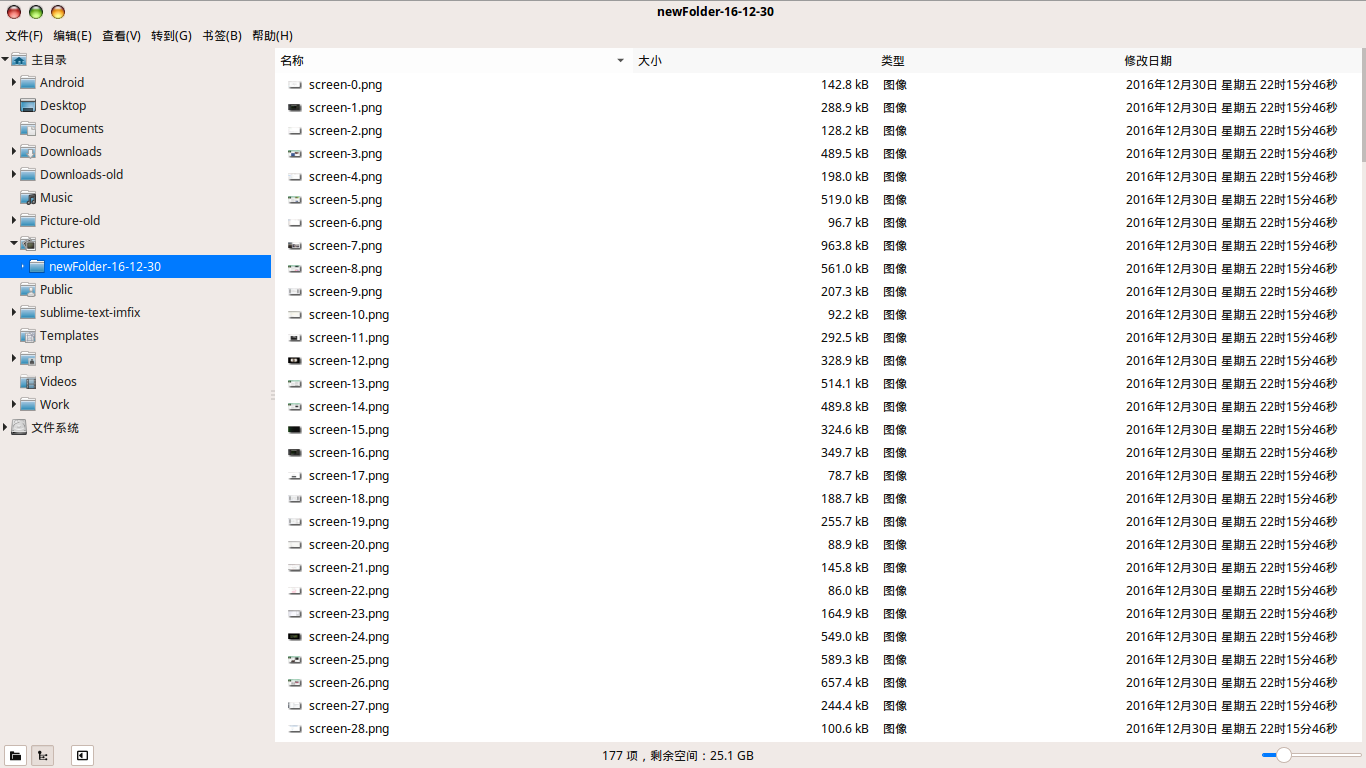 newFolder-16-12-30
文件(F) 编辑(E) 查看(V) 转到(G) 书签(B) 帮助(H)
主目录
Android
Desktop
Documents
Downloads
Downloads-old
Music
Picture-old
Pictures
newFolder-16-12-30
Public
sublime-text-imfix
Templates
tmp
Videos
Work
文件系统
名称 大小 类型 修改日期
screen-0.png 142.8 kB 图像 2016年12月30日 星期五 22时15分46秒
screen-1.png 288.9 kB 图像 2016年12月30日 星期五 22时15分46秒
screen-2.png 128.2 kB 图像 2016年12月30日 星期五 22时15分46秒
screen-3.png 489.5 kB 图像 2016年12月30日 星期五 22时15分46秒
screen-4.png 198.0 kB 图像 2016年12月30日 星期五 22时15分46秒
screen-5.png 519.0 kB 图像 2016年12月30日 星期五 22时15分46秒
screen-6.png 96.7 kB 图像 2016年12月30日 星期五 22时15分46秒
screen-7.png 963.8 kB 图像 2016年12月30日 星期五 22时15分46秒
screen-8.png 561.0 kB 图像 2016年12月30日 星期五 22时15分46秒
screen-9.png 207.3 kB 图像 2016年12月30日 星期五 22时15分46秒
screen-10.png 92.2 kB 图像 2016年12月30日 星期五 22时15分46秒
screen-11.png 292.5 kB 图像 2016年12月30日 星期五 22时15分46秒
screen-12.png 328.9 kB 图像 2016年12月30日 星期五 22时15分46秒
screen-13.png 514.1 kB 图像 2016年12月30日 星期五 22时15分46秒
screen-14.png 489.8 kB 图像 2016年12月30日 星期五 22时15分46秒
screen-15.png 324.6 kB 图像 2016年12月30日 星期五 22时15分46秒
screen-16.png 349.7 kB 图像 2016年12月30日 星期五 22时15分46秒
screen-17.png 78.7 kB 图像 2016年12月30日 星期五 22时15分46秒
screen-18.png 188.7 kB 图像 2016年12月30日 星期五 22时15分46秒
screen-19.png 255.7 kB 图像 2016年12月30日 星期五 22时15分46秒
screen-20.png 88.9 kB 图像 2016年12月30日 星期五 22时15分46秒
screen-21.png 145.8 kB 图像 2016年12月30日 星期五 22时15分46秒
screen-22.png 86.0 kB 图像 2016年12月30日 星期五 22时15分46秒
screen-23.png 164.9 kB 图像 2016年12月30日 星期五 22时15分46秒
screen-24.png 549.0 kB 图像 2016年12月30日 星期五 22时15分46秒
screen-25.png 589.3 kB 图像 2016年12月30日 星期五 22时15分46秒
screen-26.png 657.4 kB 图像 2016年12月30日 星期五 22时15分46秒
screen-27.png 244.4 kB 图像 2016年12月30日 星期五 22时15分46秒
screen-28.png 100.6 kB 图像 2016年12月30日 星期五 22时15分46秒
177 项，剩余空间：25.1 GB